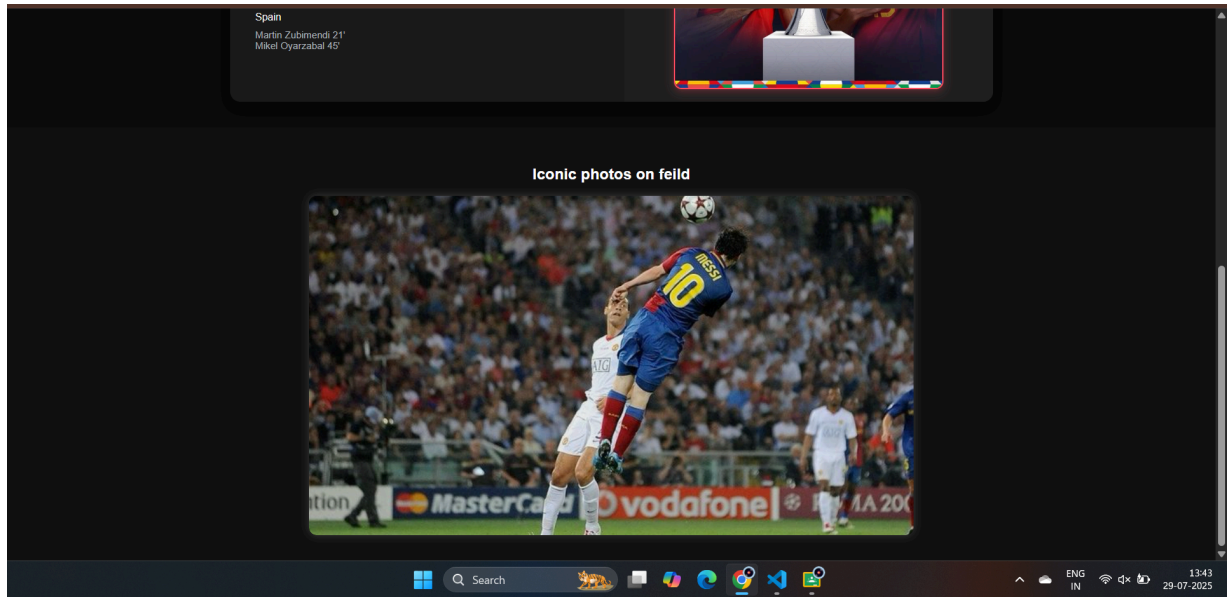 Spain
Martin Zubimendi 21'
Mikel Oyarzabal 45'
Iconic photos on feild
MESSI
10
AIG
tion MasterCard vodafone MA 200
Search
ENG
IN
13:43
29-07-2025